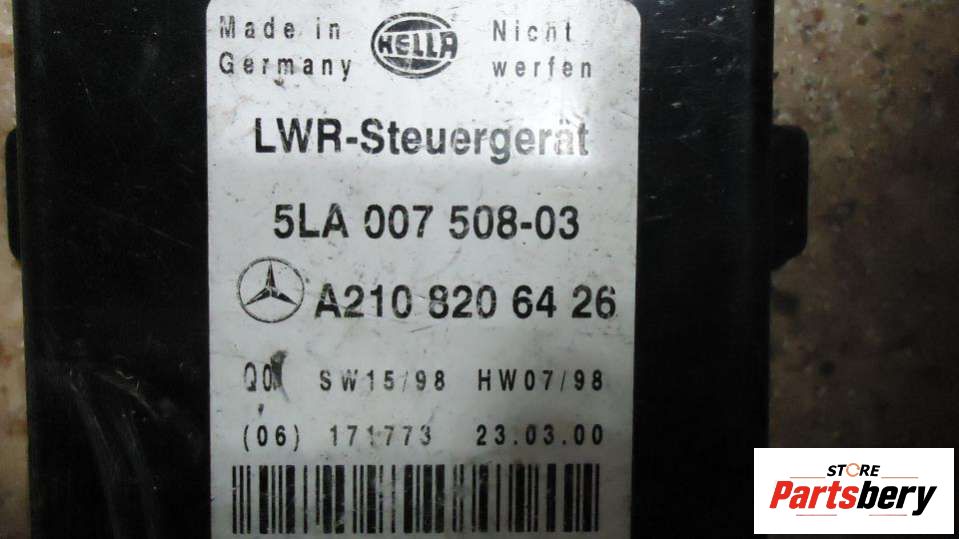 Made in HELLA Nicht
Germany werfen
LWR-Steuergerät
5LA 007 508-03
A210 820 64 26
SW15/98 HW07/98
(06) 171773 23.03.00
STORE
Partsbery